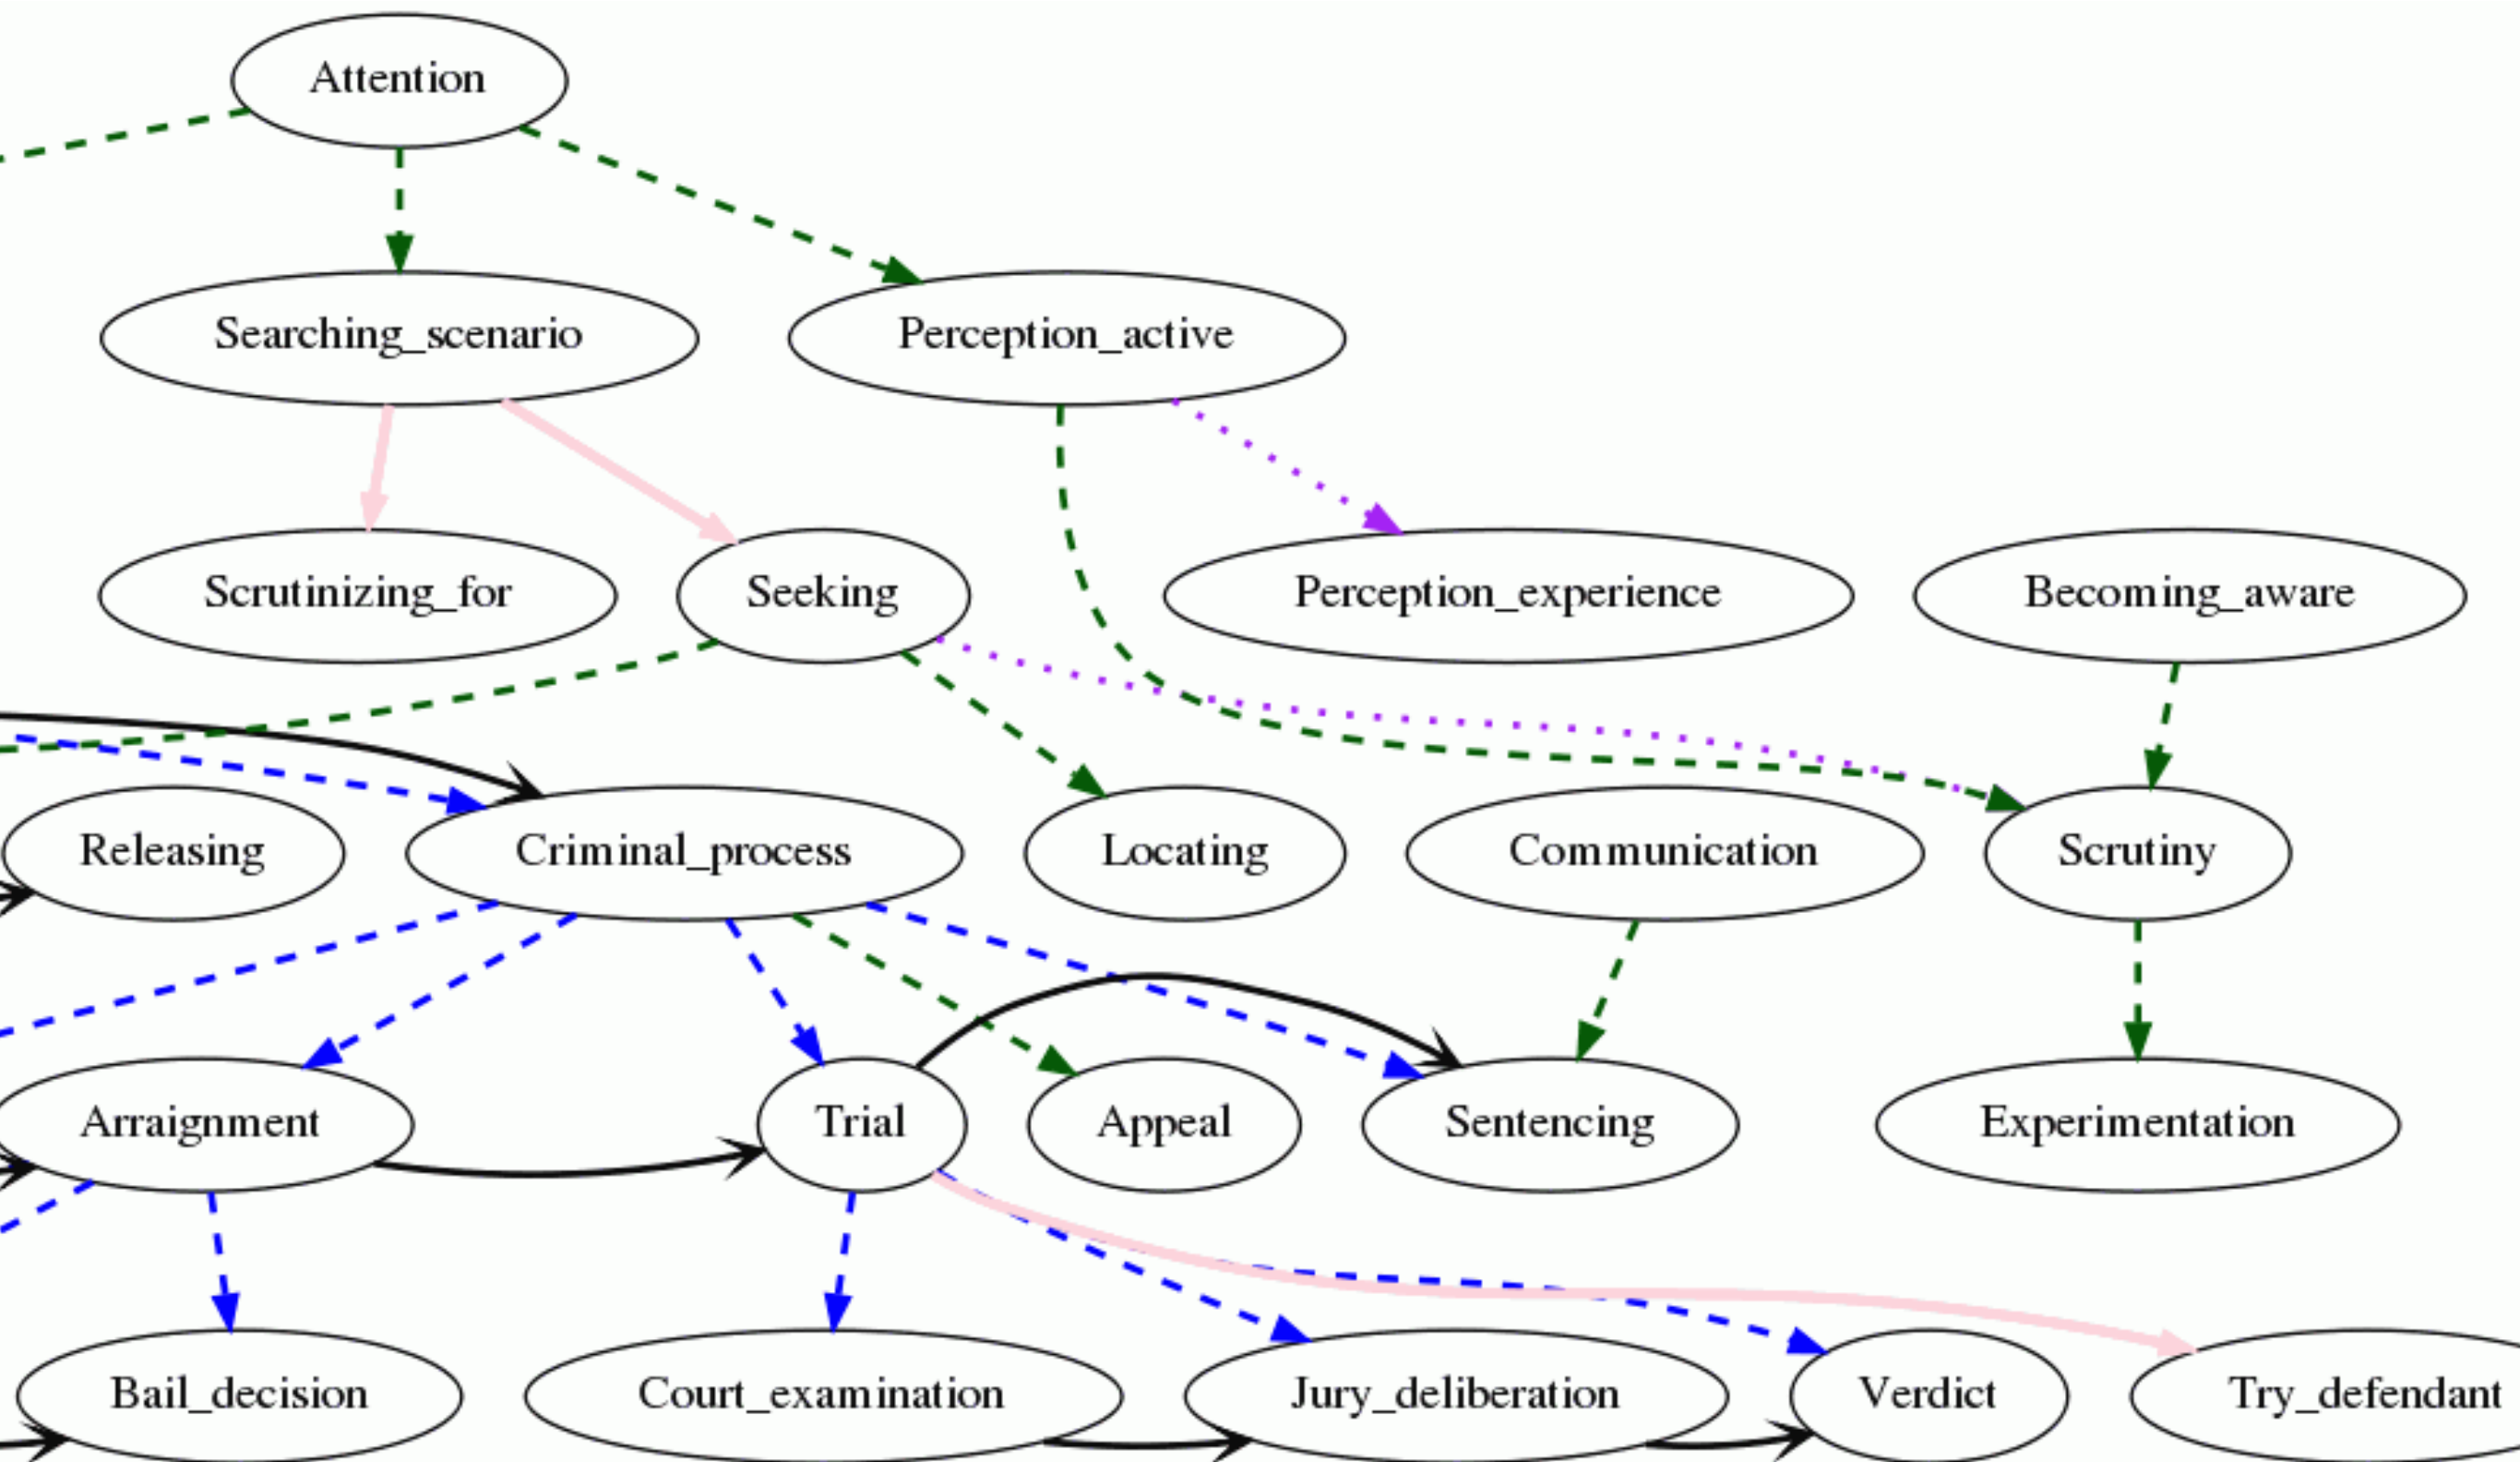 Attention
Searching_scenario
Perception_active
Scrutinizing_for
Seeking
Perception_experience
Becoming_aware
Releasing
Criminal_process
Locating
Communication
Scrutiny
Arraignment
Trial
Appeal
Sentencing
Experimentation
Bail_decision
Court_examination
Jury_deliberation
Verdict
Try_defendant